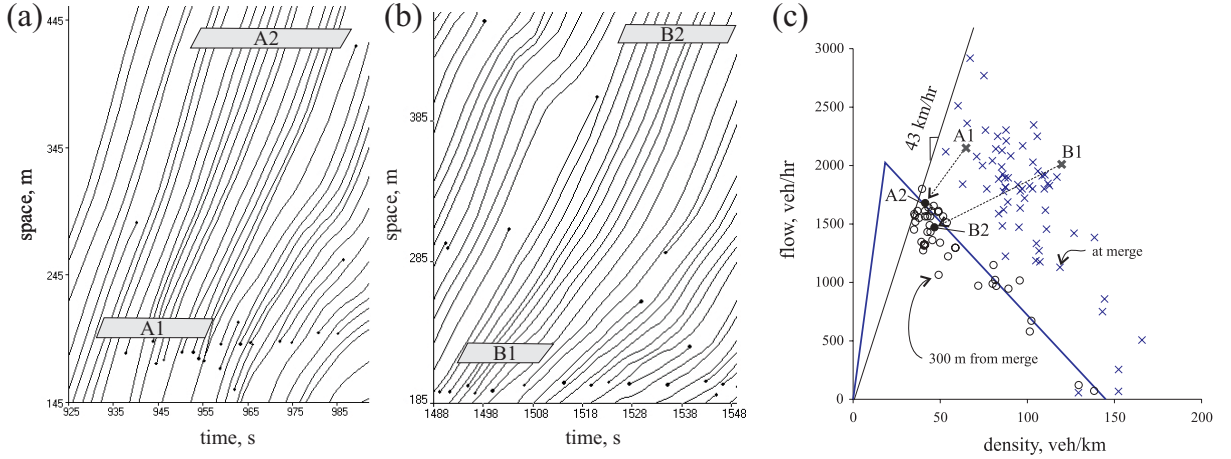 (a)
space, m
445
345
245
145
A2
A1
925 935 945 955 965 975 985
time, s
(b)
space, m
385
285
185
B2
B1
1488 1498 1508 1518 1528 1538 1548
time, s
(c)
flow, veh/hr
3000
2500
2000
1500
1000
500
0
43 km/hr
A1
B1
A2
B2
at merge
300 m from merge
0 50 100 150 200
density, veh/km